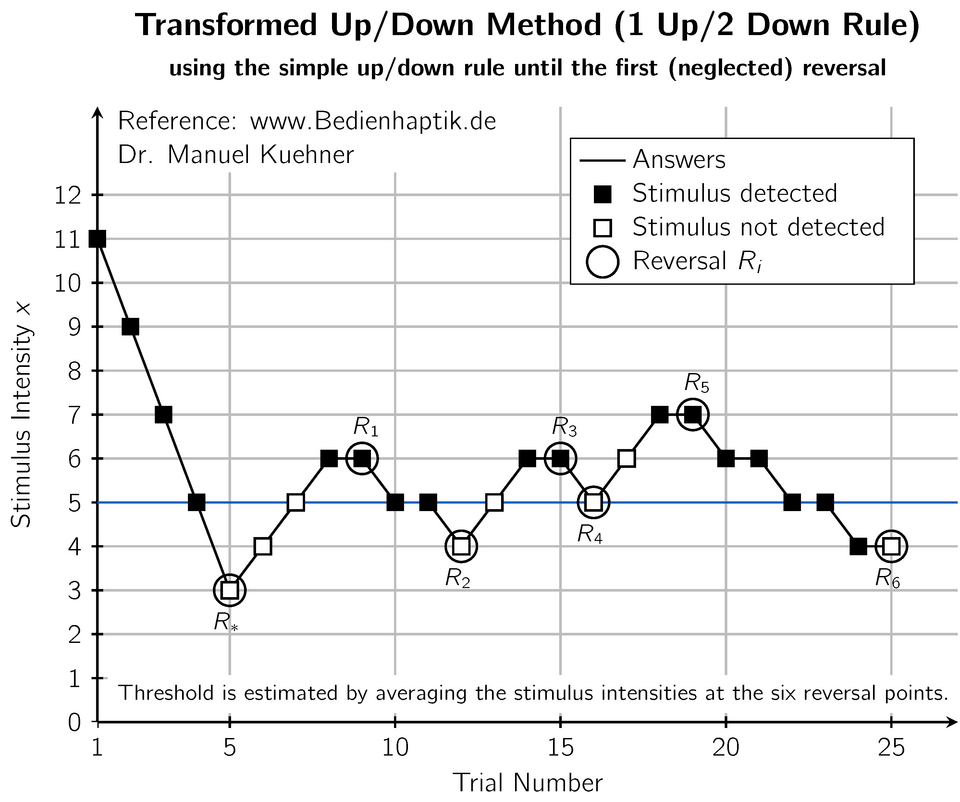 Transformed Up/Down Method (1 Up/2 Down Rule)
using the simple up/down rule until the first (neglected) reversal
Reference: www.Bedienhaptik.de
Dr. Manuel Kuehner
Answers
Stimulus detected
Stimulus not detected
Reversal Ri
Stimulus Intensity x
12
11
10
9
8
7
6
5
4
3
2
1
0
R*
R1
R2
R3
R4
R5
R6
Threshold is estimated by averaging the stimulus intensities at the six reversal points.
1 5 10 15 20 25
Trial Number